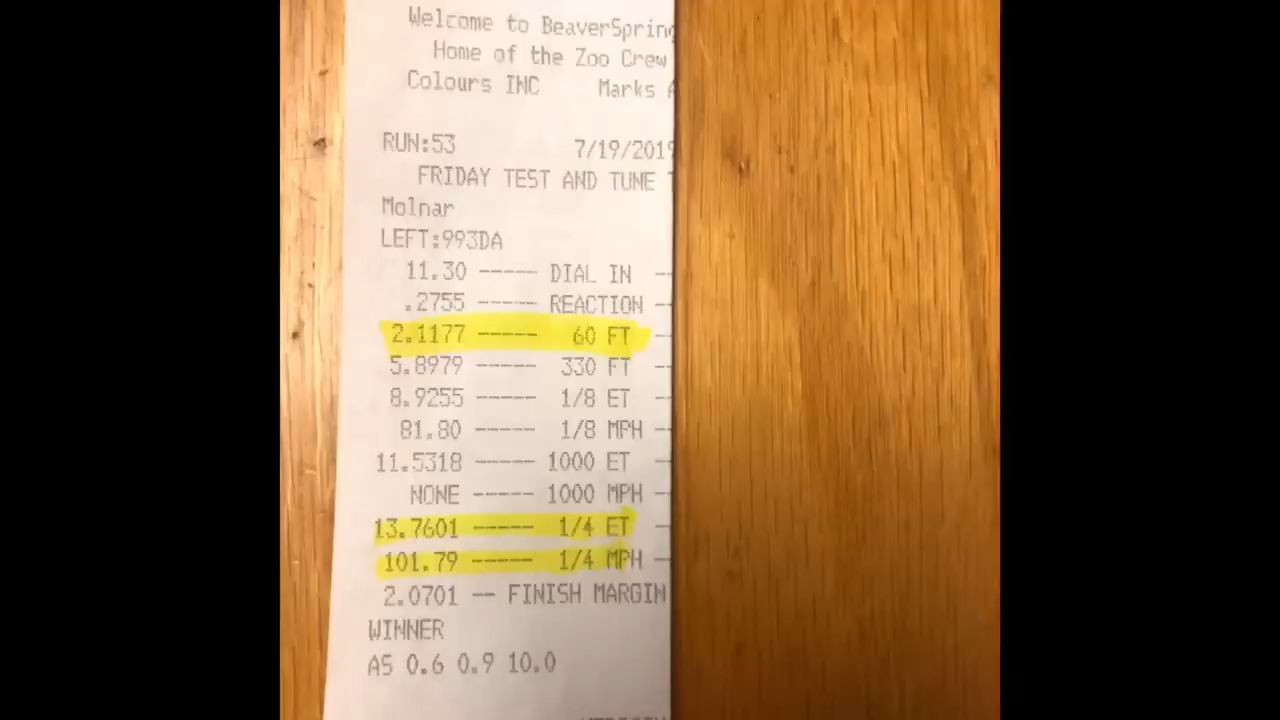 Welcome to BeaverSpring
Home of the Zoo Crew
Colours INC Marks
RUN:53 7/19/2019
FRIDAY TEST AND TUNE
Molnar
LEFT:993DA
11.30 ----- DIAL IN --
.2755 ----- REACTION --
2.1177 ----- 60 FT --
5.8979 ----- 330 FT --
8.9255 ----- 1/8 ET --
81.80 ----- 1/8 MPH --
11.5318 ----- 1000 ET --
NONE ----- 1000 MPH --
13.7601 ----- 1/4 ET --
101.79 ----- 1/4 MPH --
2.0701 -- FINISH MARGIN
WINNER
AS 0.6 0.9 10.0